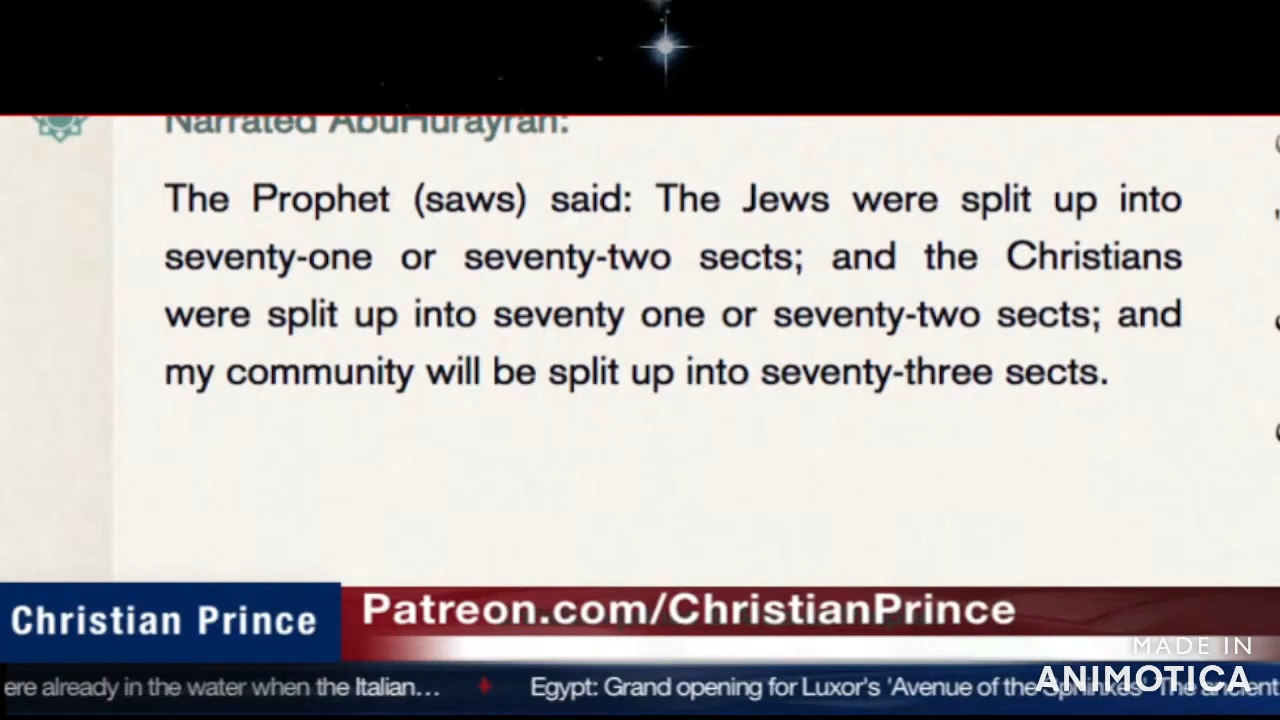 Narrated AbuHurayrah:
The Prophet (saws) said: The Jews were split up into
seventy-one or seventy-two sects; and the Christians
were split up into seventy one or seventy-two sects; and
my community will be split up into seventy-three sects.
Christian Prince
Patreon.com/ChristianPrince
MADE IN
ANIMOTICA
ere already in the water when the Italian... Egypt: Grand opening for Luxor's 'Avenue of the Sphinxes' The ancient